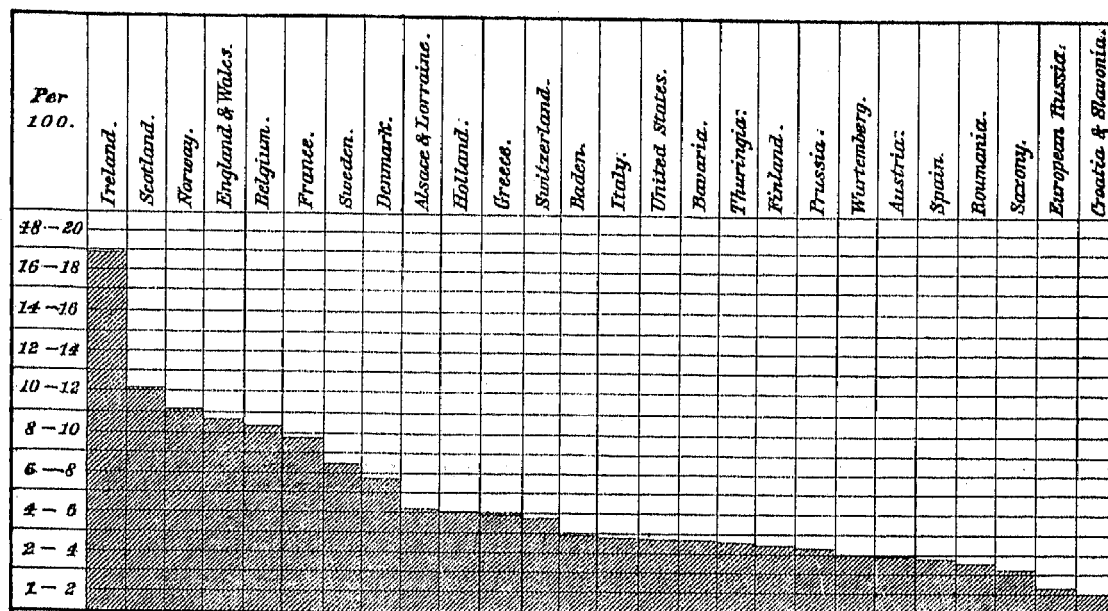 Per
100.
Ireland.
Scotland.
Norway.
England & Wales.
Belgium.
France.
Sweden.
Denmark.
Alsace & Lorraine.
Holland.
Greece.
Switzerland.
Baden.
Italy.
United States.
Bavaria.
Thuringia.
Finland.
Prussia.
Wurtemberg.
Austria.
Spain.
Roumania.
Saxony.
European Russia.
Croatia & Slavonia.
18-20
16-18
14-16
12-14
10-12
8-10
6-8
4-6
2-4
1-2